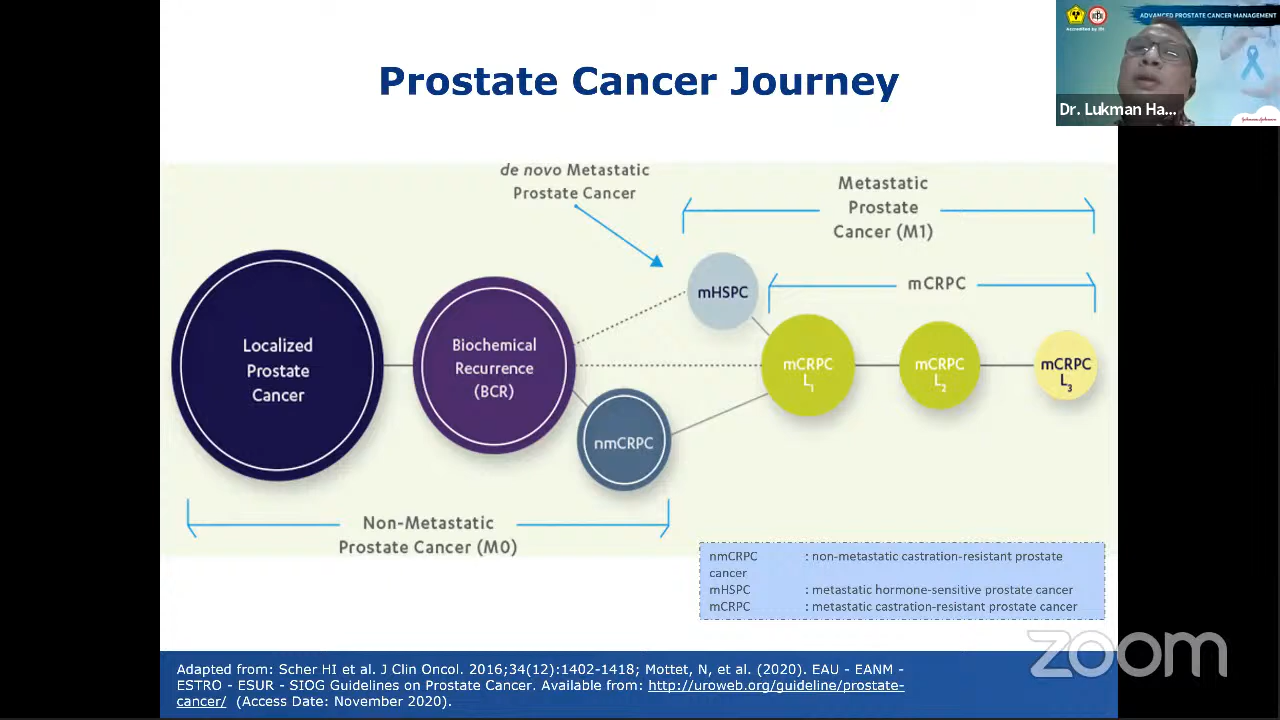 ADVANCED PROSTATE CANCER MANAGEMENT
Accredited by IDI
Dr. Lukman Ha...
Johnson & Johnson
Prostate Cancer Journey
de novo Metastatic
Prostate Cancer
Metastatic
Prostate
Cancer (M1)
mCRPC
Localized
Prostate
Cancer
Biochemical
Recurrence
(BCR)
nmCRPC
mHSPC
mCRPC
L1
mCRPC
L2
mCRPC
L3
Non-Metastatic
Prostate Cancer (M0)
nmCRPC : non-metastatic castration-resistant prostate
cancer
mHSPC : metastatic hormone-sensitive prostate cancer
mCRPC : metastatic castration-resistant prostate cancer
zoom
Adapted from: Scher HI et al. J Clin Oncol. 2016;34(12):1402-1418; Mottet, N, et al. (2020). EAU - EANM -
ESTRO - ESUR - SIOG Guidelines on Prostate Cancer. Available from: http://uroweb.org/guideline/prostate-
cancer/ (Access Date: November 2020).